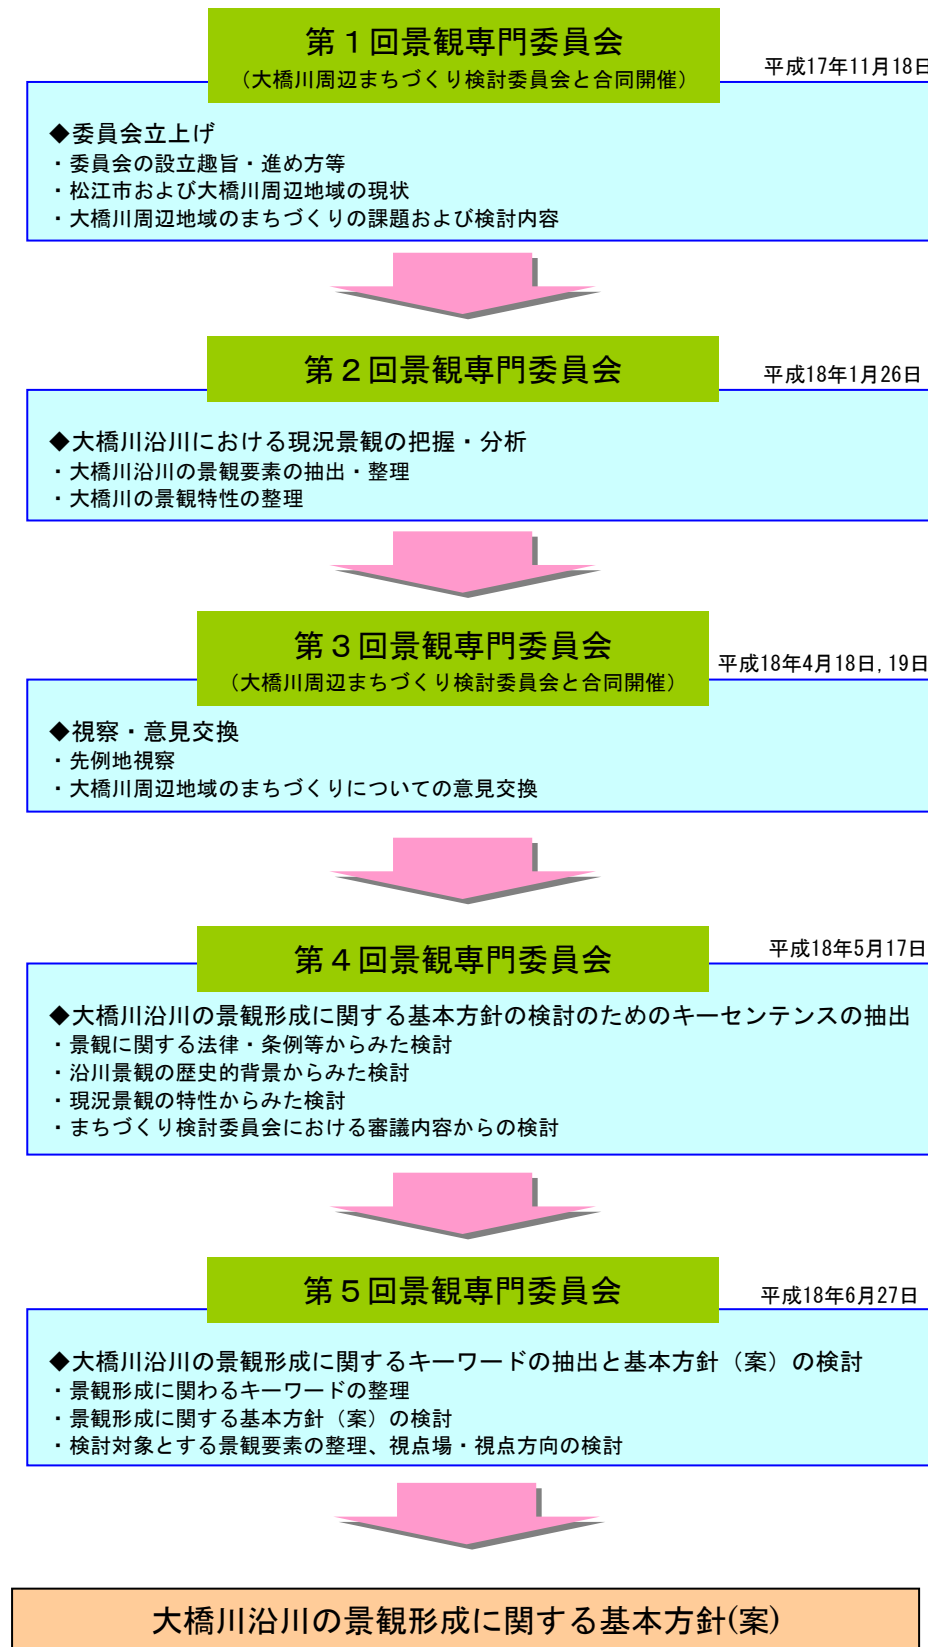 第１回景観専門委員会
（大橋川周辺まちづくり検討委員会と合同開催）
平成17年11月18日
◆委員会立上げ
・委員会の設立趣旨・進め方等
・松江市および大橋川周辺地域の現状
・大橋川周辺地域のまちづくりの課題および検討内容
第２回景観専門委員会
平成18年1月26日
◆大橋川沿川における現況景観の把握・分析
・大橋川沿川の景観要素の抽出・整理
・大橋川の景観特性の整理
第３回景観専門委員会
（大橋川周辺まちづくり検討委員会と合同開催）
平成18年4月18日,19日
◆視察・意見交換
・先例地視察
・大橋川周辺地域のまちづくりについての意見交換
第４回景観専門委員会
平成18年5月17日
◆大橋川沿川の景観形成に関する基本方針の検討のためのキーセンテンスの抽出
・景観に関する法律・条例等からみた検討
・沿川景観の歴史的背景からみた検討
・現況景観の特性からみた検討
・まちづくり検討委員会における審議内容からの検討
第５回景観専門委員会
平成18年6月27日
◆大橋川沿川の景観形成に関するキーワードの抽出と基本方針（案）の検討
・景観形成に関わるキーワードの整理
・景観形成に関する基本方針（案）の検討
・検討対象とする景観要素の整理、視点場・視点方向の検討
大橋川沿川の景観形成に関する基本方針(案)